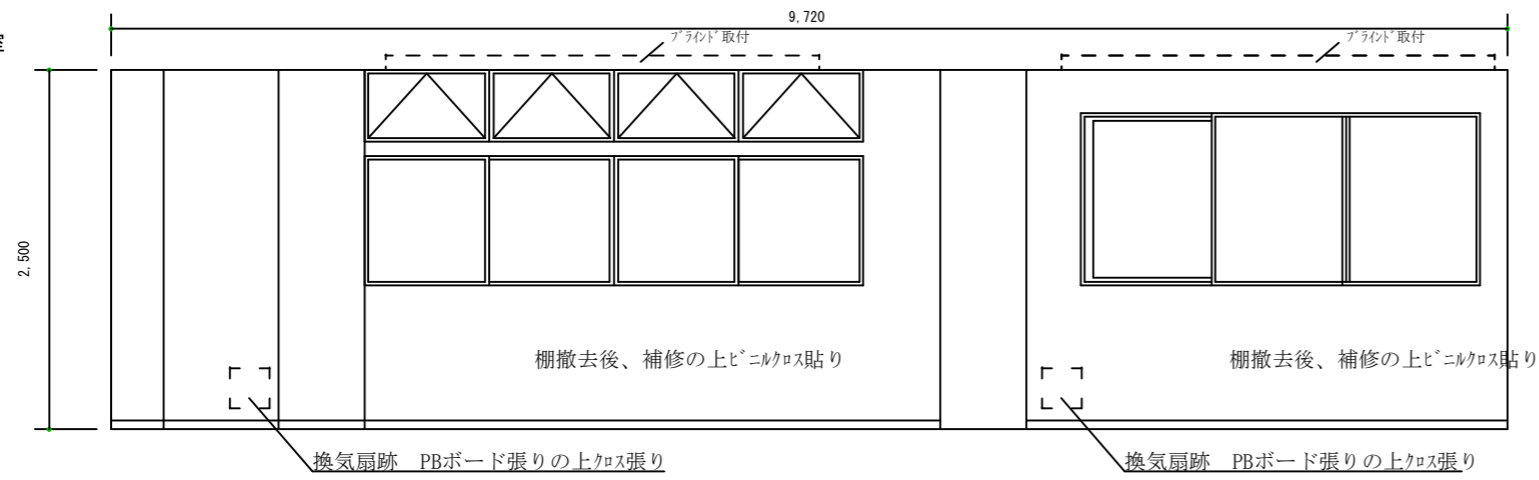 9,720
ﾌﾞﾗｲﾝﾄﾞ取付
ﾌﾞﾗｲﾝﾄﾞ取付
2,500
棚撤去後、補修の上ﾋﾞﾆﾙｸﾛｽ貼り
棚撤去後、補修の上ﾋﾞﾆﾙｸﾛｽ貼り
換気扇跡　PBボード張りの上ｸﾛｽ張り
換気扇跡　PBボード張りの上ｸﾛｽ張り